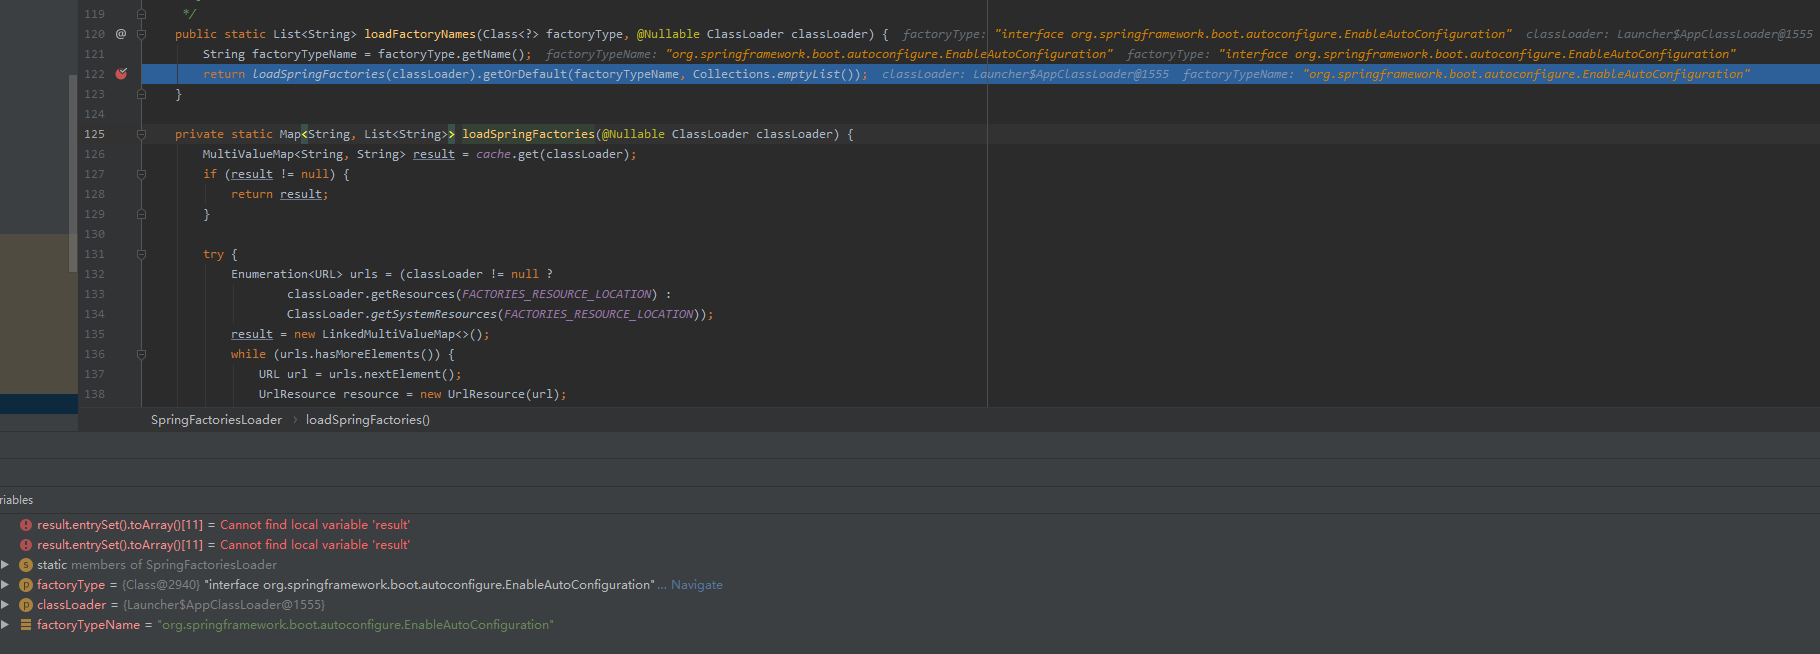 119 */
120 @ public static List<String> loadFactoryNames(Class<?> factoryType, @Nullable ClassLoader classLoader) { factoryType: "interface org.springframework.boot.autoconfigure.EnableAutoConfiguration" classLoader: Launcher$AppClassLoader@1555
121 String factoryTypeName = factoryType.getName(); factoryTypeName: "org.springframework.boot.autoconfigure.EnableAutoConfiguration" factoryType: "interface org.springframework.boot.autoconfigure.EnableAutoConfiguration"
122 return loadSpringFactories(classLoader).getOrDefault(factoryTypeName, Collections.emptyList()); classLoader: Launcher$AppClassLoader@1555 factoryTypeName: "org.springframework.boot.autoconfigure.EnableAutoConfiguration"
123 }
124
125 private static Map<String, List<String>> loadSpringFactories(@Nullable ClassLoader classLoader) {
126 MultiValueMap<String, String> result = cache.get(classLoader);
127 if (result != null) {
128 return result;
129 }
130
131 try {
132 Enumeration<URL> urls = (classLoader != null ?
133 classLoader.getResources(FACTORIES_RESOURCE_LOCATION) :
134 ClassLoader.getSystemResources(FACTORIES_RESOURCE_LOCATION));
135 result = new LinkedMultiValueMap<>();
136 while (urls.hasMoreElements()) {
137 URL url = urls.nextElement();
138 UrlResource resource = new UrlResource(url);
SpringFactoriesLoader › loadSpringFactories()
riables
result.entrySet().toArray()[11] = Cannot find local variable 'result'
result.entrySet().toArray()[11] = Cannot find local variable 'result'
s static members of SpringFactoriesLoader
p factoryType = {Class@2940} "interface org.springframework.boot.autoconfigure.EnableAutoConfiguration" ... Navigate
p classLoader = {Launcher$AppClassLoader@1555}
factoryTypeName = "org.springframework.boot.autoconfigure.EnableAutoConfiguration"